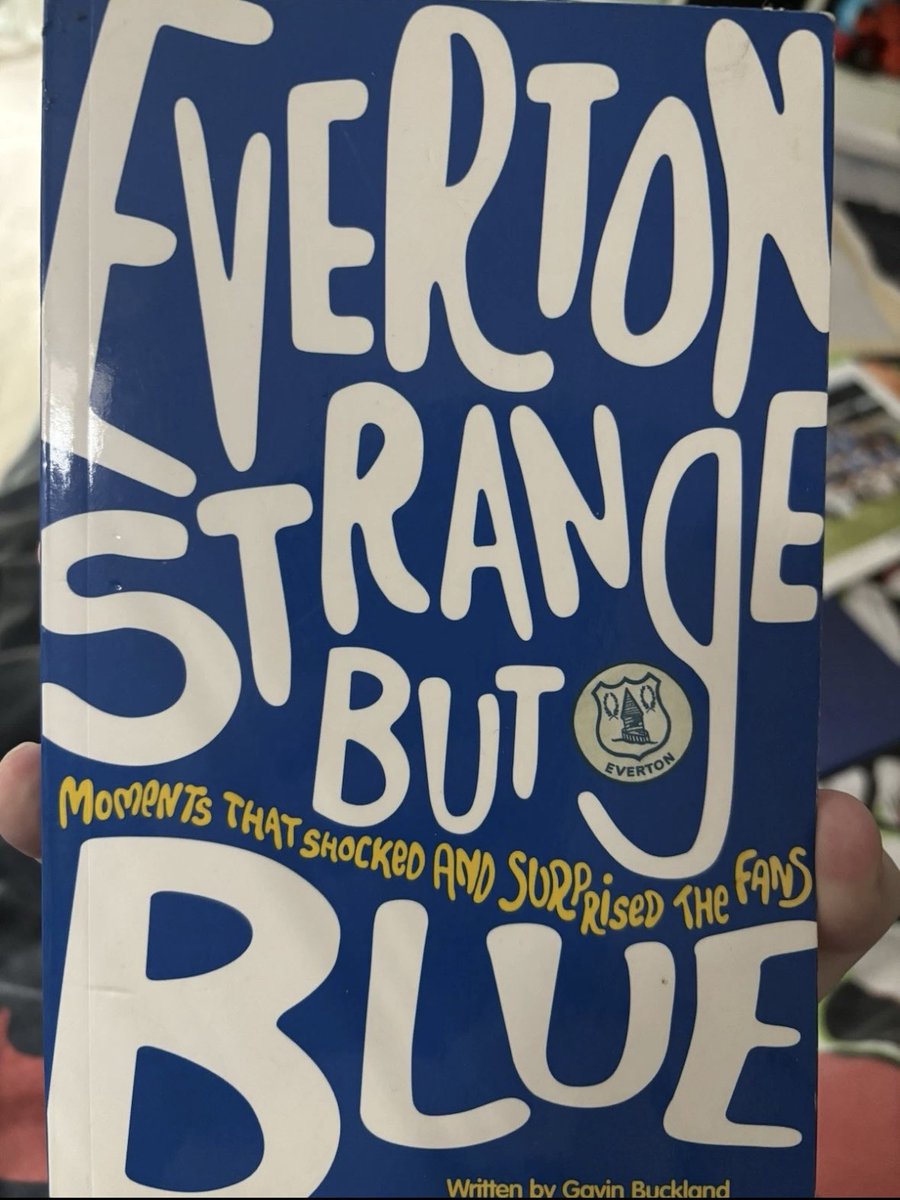 EVERTON
STRANGE
BUT
EVERTON
MOMENTS THAT SHOCKED AND SURPRISED THE FANS
BLUE
Written by Gavin Buckland